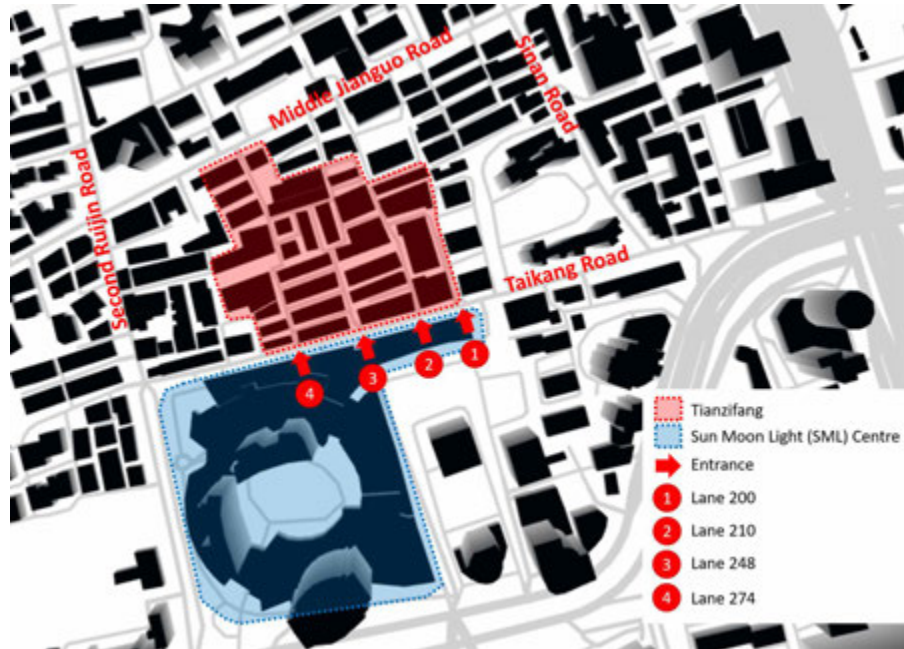 Middle Jianguo Road
Sinan Road
Second Ruijin Road
Taikang Road
4
3
2
1
Tianzifang
Sun Moon Light (SML) Centre
Entrance
1 Lane 200
2 Lane 210
3 Lane 248
4 Lane 274